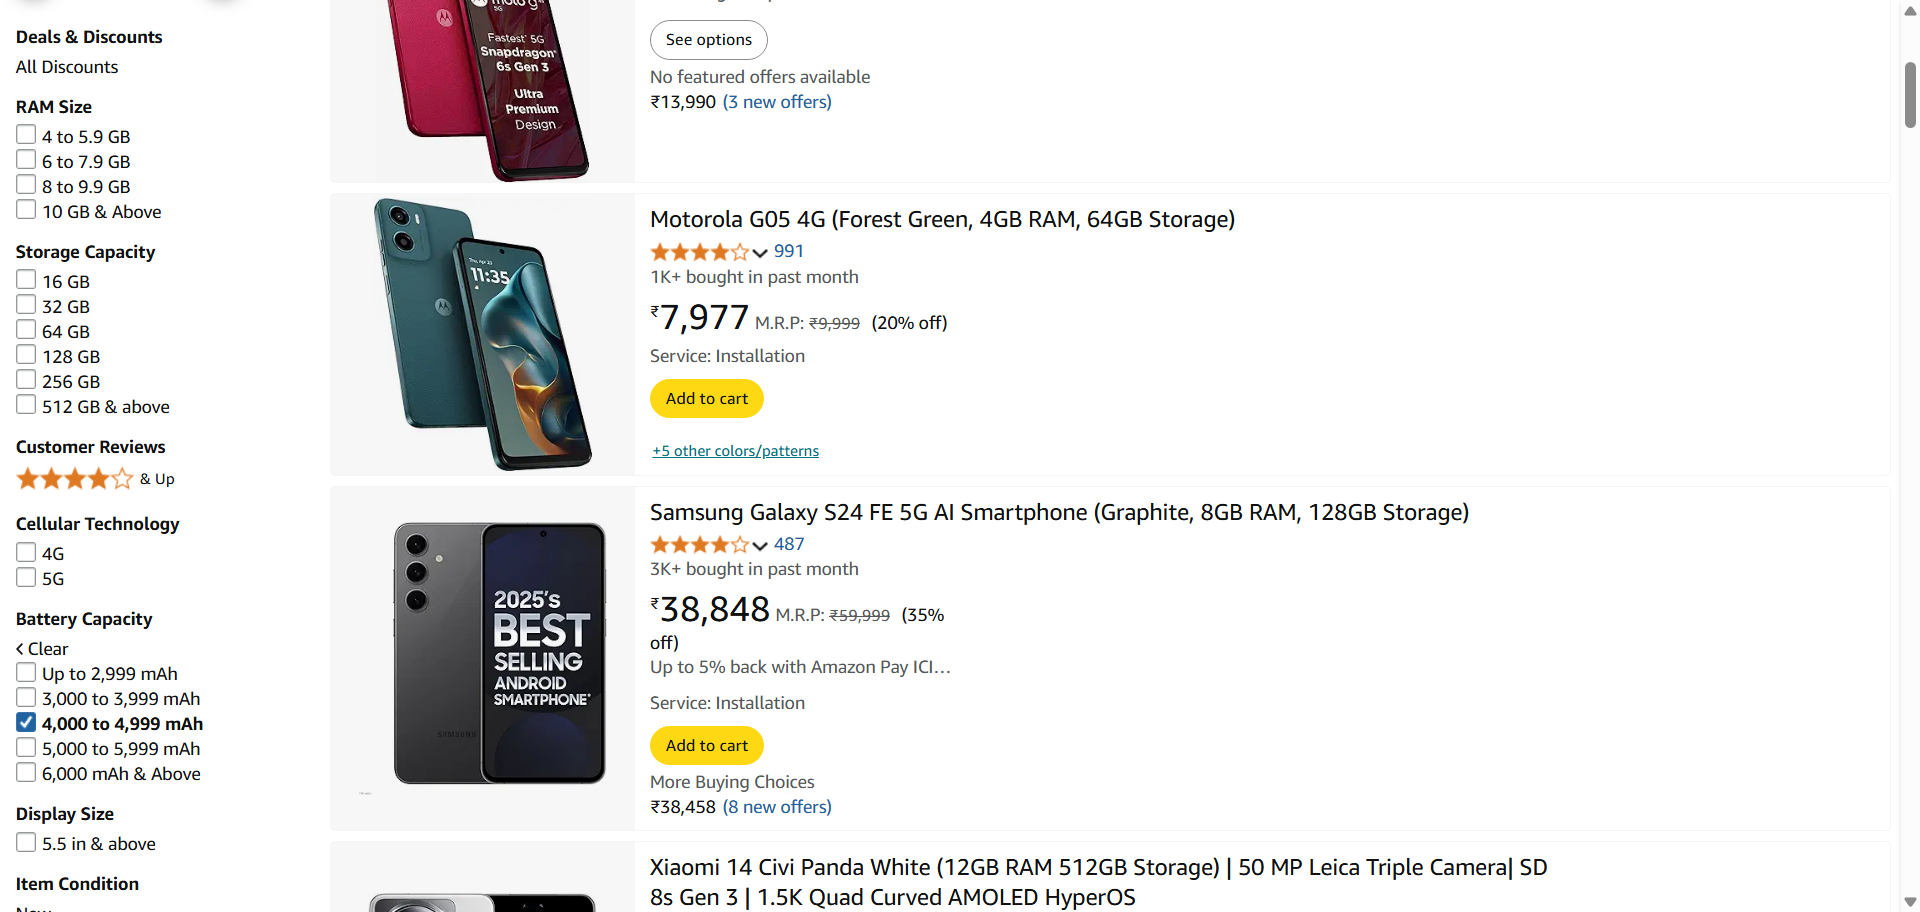 Deals & Discounts
All Discounts
RAM Size
4 to 5.9 GB
6 to 7.9 GB
8 to 9.9 GB
10 GB & Above
Storage Capacity
16 GB
32 GB
64 GB
128 GB
256 GB
512 GB & above
Customer Reviews
& Up
Cellular Technology
4G
5G
Battery Capacity
Clear
Up to 2,999 mAh
3,000 to 3,999 mAh
4,000 to 4,999 mAh
5,000 to 5,999 mAh
6,000 mAh & Above
Display Size
5.5 in & above
Item Condition
New
5G
Fastest* 5G
Snapdragon*
6s Gen 3
Ultra
Premium
Design
See options
No featured offers available
₹13,990 (3 new offers)
11:35
Motorola G05 4G (Forest Green, 4GB RAM, 64GB Storage)
991
1K+ bought in past month
₹7,977 M.R.P: ₹9,999 (20% off)
Service: Installation
Add to cart
+5 other colors/patterns
2025's
BEST
SELLING
ANDROID
SMARTPHONE*
SAMSUNG
Samsung Galaxy S24 FE 5G AI Smartphone (Graphite, 8GB RAM, 128GB Storage)
487
3K+ bought in past month
₹38,848 M.R.P: ₹59,999 (35%
off)
Up to 5% back with Amazon Pay ICI…
Service: Installation
Add to cart
More Buying Choices
₹38,458 (8 new offers)
Xiaomi 14 Civi Panda White (12GB RAM 512GB Storage) | 50 MP Leica Triple Camera| SD
8s Gen 3 | 1.5K Quad Curved AMOLED HyperOS